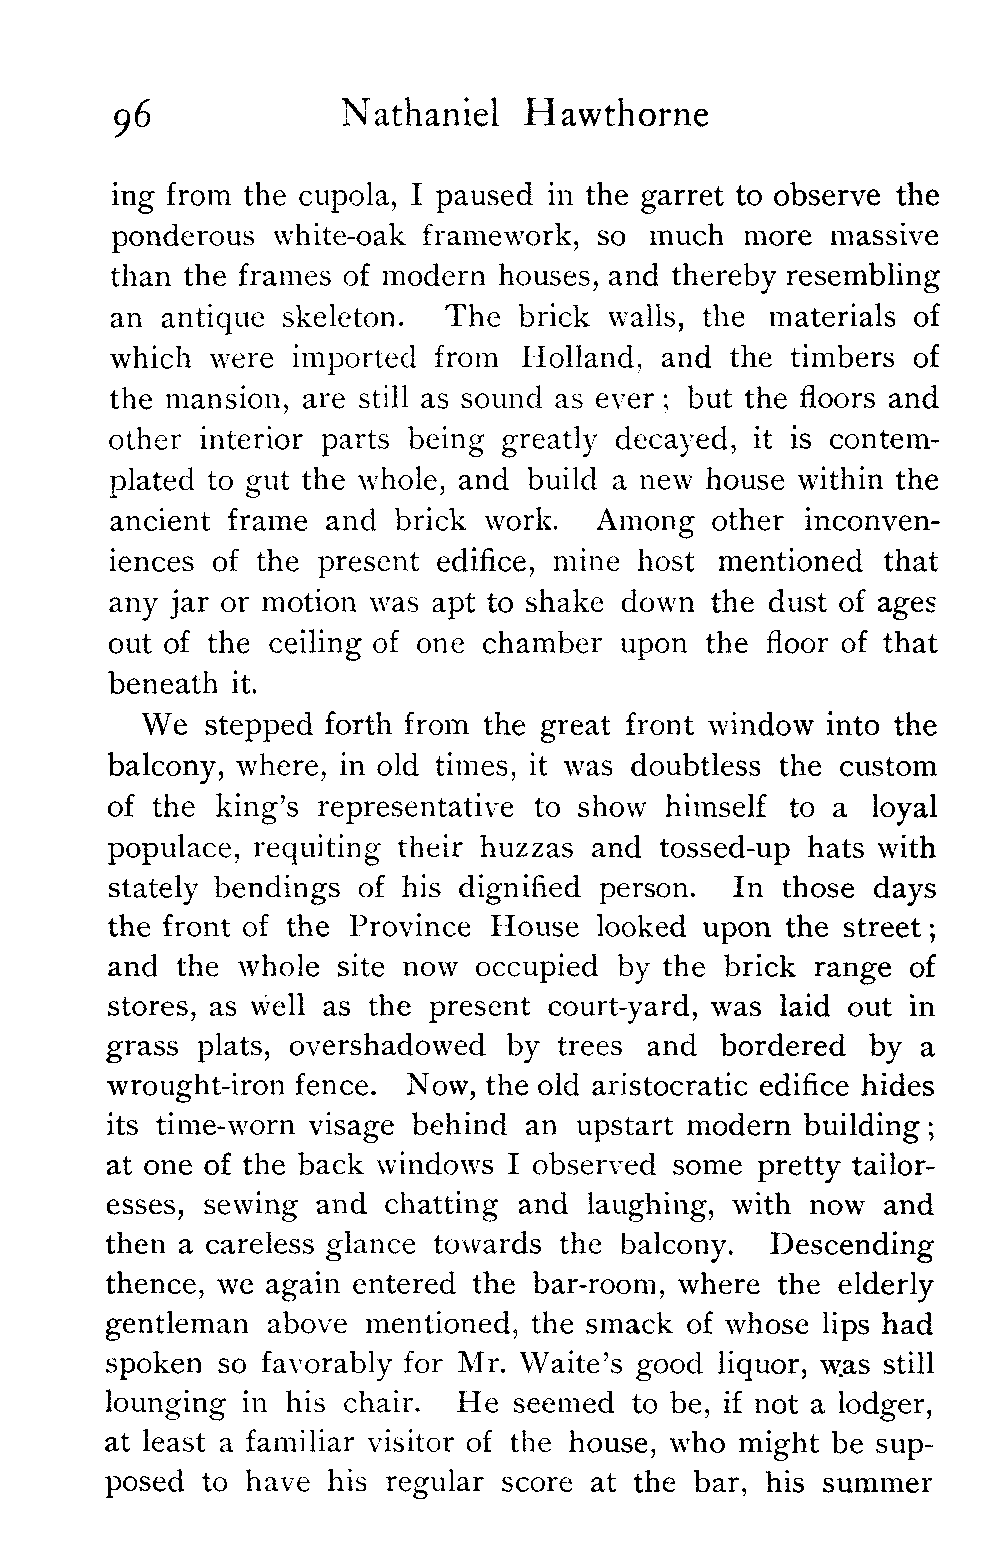 96 Nathaniel Hawthorne
ing from the cupola, I paused in the garret to observe the
ponderous white-oak framework, so much more massive
than the frames of modern houses, and thereby resembling
an antique skeleton. The brick walls, the materials of
which were imported from Holland, and the timbers of
the mansion, are still as sound as ever; but the floors and
other interior parts being greatly decayed, it is contem-
plated to gut the whole, and build a new house within the
ancient frame and brick work. Among other inconven-
iences of the present edifice, mine host mentioned that
any jar or motion was apt to shake down the dust of ages
out of the ceiling of one chamber upon the floor of that
beneath it.
We stepped forth from the great front window into the
balcony, where, in old times, it was doubtless the custom
of the king's representative to show himself to a loyal
populace, requiting their huzzas and tossed-up hats with
stately bendings of his dignified person. In those days
the front of the Province House looked upon the street;
and the whole site now occupied by the brick range of
stores, as well as the present court-yard, was laid out in
grass plats, overshadowed by trees and bordered by a
wrought-iron fence. Now, the old aristocratic edifice hides
its time-worn visage behind an upstart modern building;
at one of the back windows I observed some pretty tailor-
esses, sewing and chatting and laughing, with now and
then a careless glance towards the balcony. Descending
thence, we again entered the bar-room, where the elderly
gentleman above mentioned, the smack of whose lips had
spoken so favorably for Mr. Waite's good liquor, was still
lounging in his chair. He seemed to be, if not a lodger,
at least a familiar visitor of the house, who might be sup-
posed to have his regular score at the bar, his summer